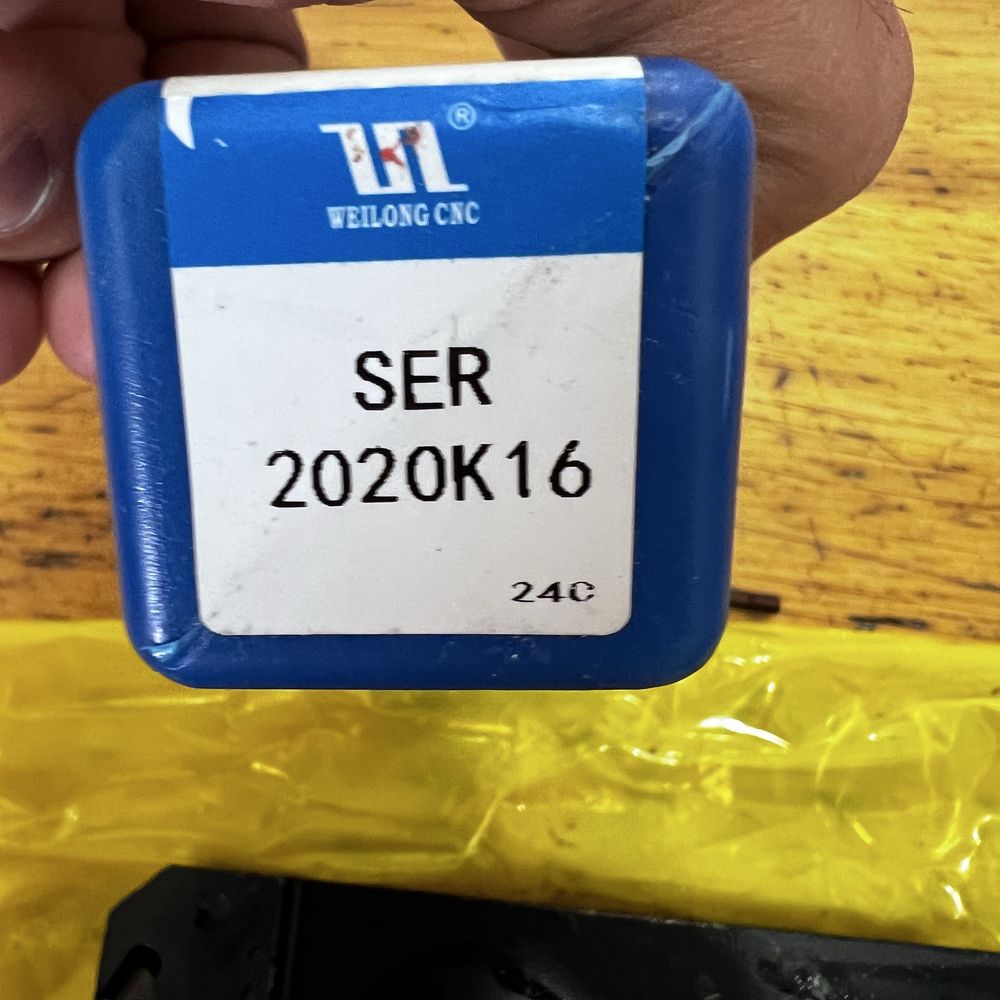 ®
WEILONG CNC
SER
2020K16
24C